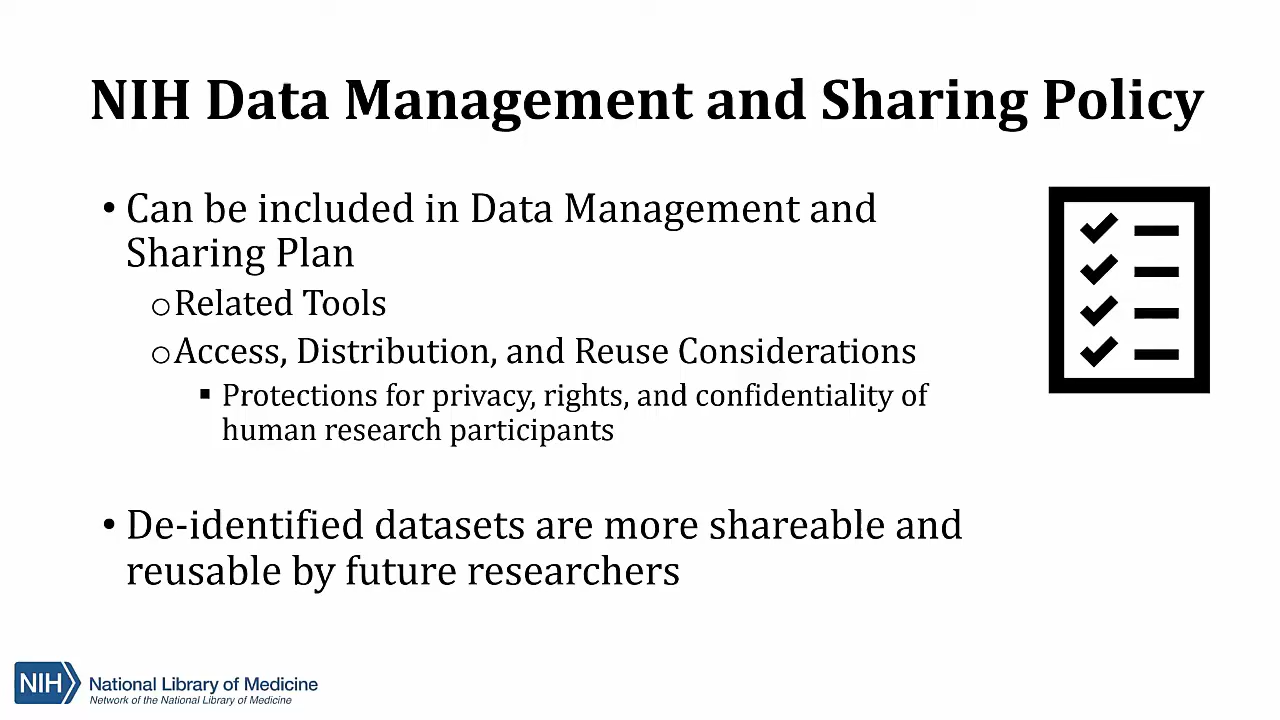 NIH Data Management and Sharing Policy
• Can be included in Data Management and
Sharing Plan
oRelated Tools
oAccess, Distribution, and Reuse Considerations
▪ Protections for privacy, rights, and confidentiality of
human research participants
• De-identified datasets are more shareable and
reusable by future researchers
NIH National Library of Medicine
Network of the National Library of Medicine